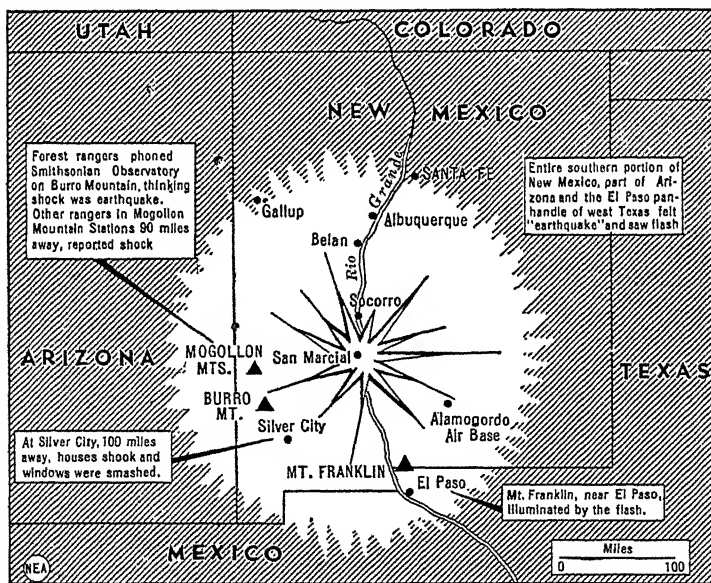 UTAH
COLORADO
NEW MEXICO
Forest rangers phoned
Smithsonian Observatory
on Burro Mountain, thinking
shock was earthquake.
Other rangers in Mogollon
Mountain Stations 90 miles
away, reported shock
Entire southern portion of
New Mexico, part of Ari-
zona and the El Paso pan-
handle of west Texas felt
"earthquake" and saw flash
SANTA FE
Gallup
Rio Grande
Albuquerque
Belan
Socorro
ARIZONA
MOGOLLON
MTS.
San Marcial
TEXAS
BURRO
MT.
Silver City
Alamogordo
Air Base
At Silver City, 100 miles
away, houses shook and
windows were smashed.
MT. FRANKLIN
El Paso
Mt. Franklin, near El Paso,
illuminated by the flash.
MEXICO
NEA
Miles
0 100